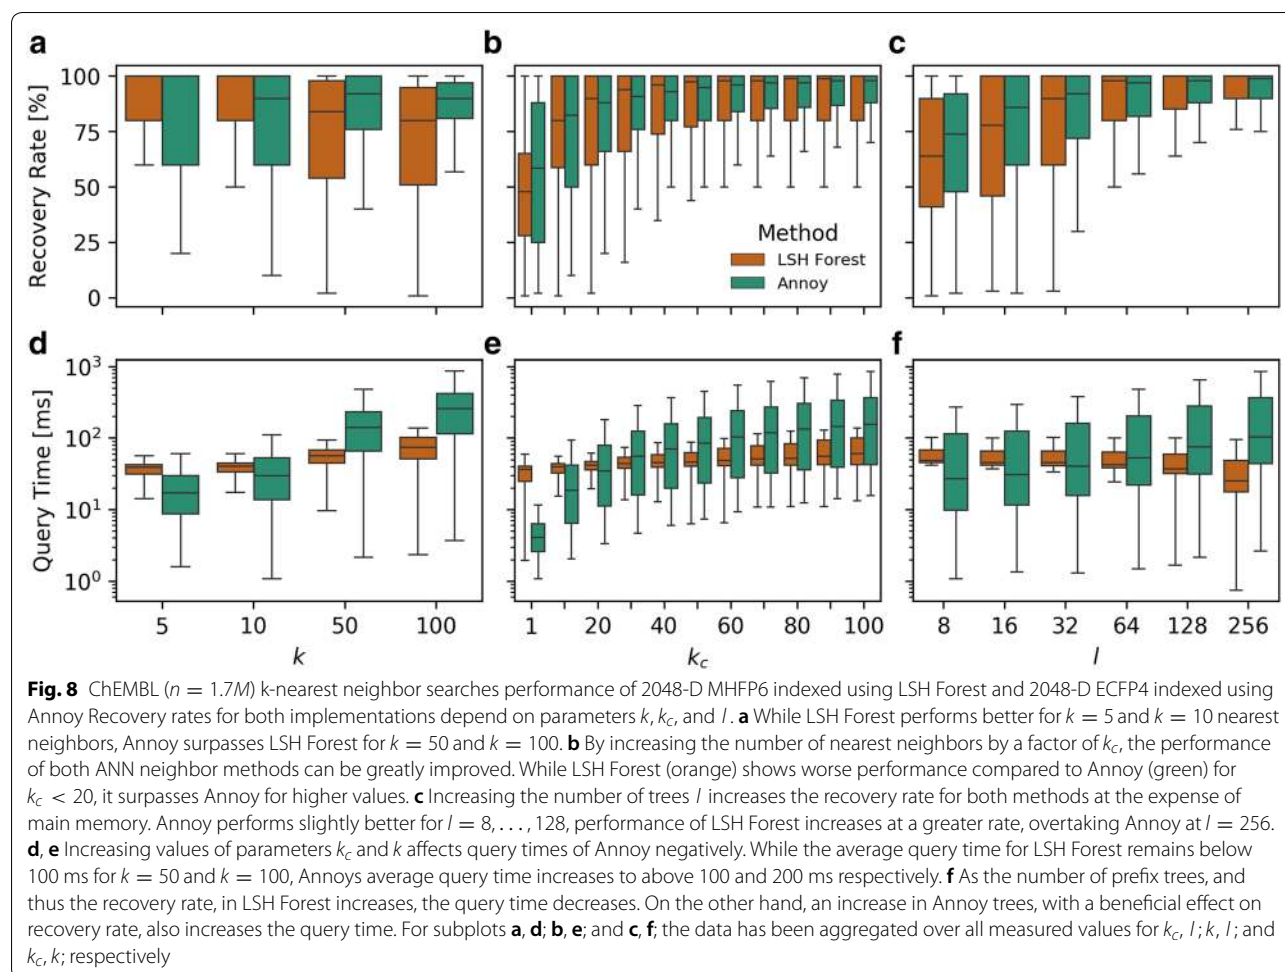 a
b
c
100
75
50
25
0
Recovery Rate [%]
Method
LSH Forest
Annoy
d
e
f
10³
10²
10¹
10⁰
Query Time [ms]
5 10 50 100
1 20 40 60 80 100
8 16 32 64 128 256
k
k_c
l
Fig. 8 ChEMBL (n = 1.7M) k-nearest neighbor searches performance of 2048-D MHFP6 indexed using LSH Forest and 2048-D ECFP4 indexed using
Annoy Recovery rates for both implementations depend on parameters k, k_c, and l. a While LSH Forest performs better for k = 5 and k = 10 nearest
neighbors, Annoy surpasses LSH Forest for k = 50 and k = 100. b By increasing the number of nearest neighbors by a factor of k_c, the performance
of both ANN neighbor methods can be greatly improved. While LSH Forest (orange) shows worse performance compared to Annoy (green) for
k_c < 20, it surpasses Annoy for higher values. c Increasing the number of trees l increases the recovery rate for both methods at the expense of
main memory. Annoy performs slightly better for l = 8, . . . , 128, performance of LSH Forest increases at a greater rate, overtaking Annoy at l = 256.
d, e Increasing values of parameters k_c and k affects query times of Annoy negatively. While the average query time for LSH Forest remains below
100 ms for k = 50 and k = 100, Annoys average query time increases to above 100 and 200 ms respectively. f As the number of prefix trees, and
thus the recovery rate, in LSH Forest increases, the query time decreases. On the other hand, an increase in Annoy trees, with a beneficial effect on
recovery rate, also increases the query time. For subplots a, d; b, e; and c, f; the data has been aggregated over all measured values for k_c, l; k, l; and
k_c, k; respectively